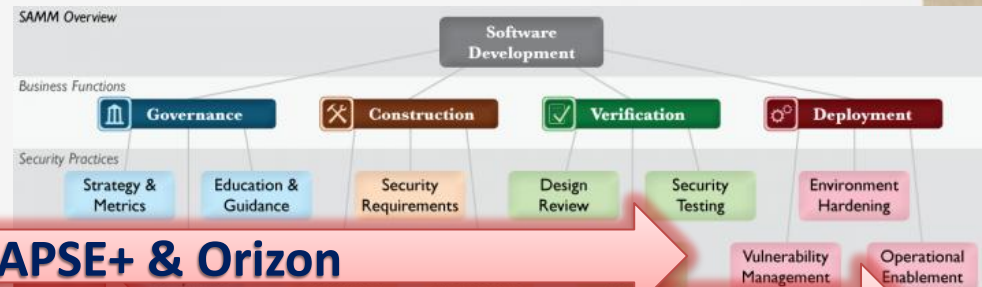 SAMM Overview
Software
Development
Business Functions
Governance
Construction
Verification
Deployment
Security Practices
Strategy &
Metrics
Education &
Guidance
Security
Requirements
Design
Review
Security
Testing
Environment
Hardening
APSE+ & Orizon
Vulnerability
Management
Operational
Enablement